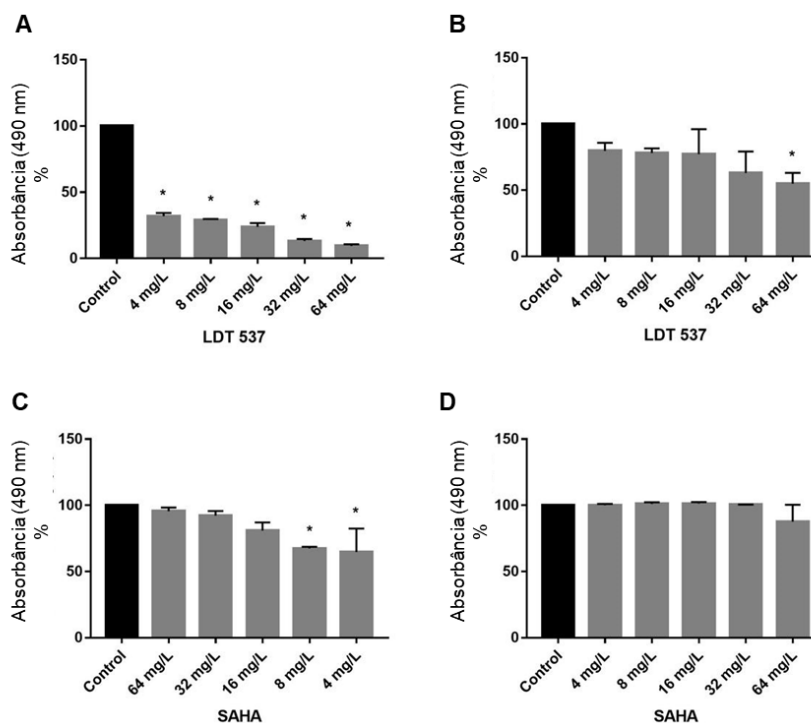 A
150
100
50
0
Absorbância (490 nm)
%
*
*
*
*
*
Control
4 mg/L
8 mg/L
16 mg/L
32 mg/L
64 mg/L
LDT 537
B
150
100
50
0
Absorbância (490 nm)
%
*
Control
4 mg/L
8 mg/L
16 mg/L
32 mg/L
64 mg/L
LDT 537
C
150
100
50
0
Absorbância (490 nm)
%
*
*
Control
64 mg/L
32 mg/L
16 mg/L
8 mg/L
4 mg/L
SAHA
D
150
100
50
0
Absorbância (490 nm)
%
Control
4 mg/L
8 mg/L
16 mg/L
32 mg/L
64 mg/L
SAHA